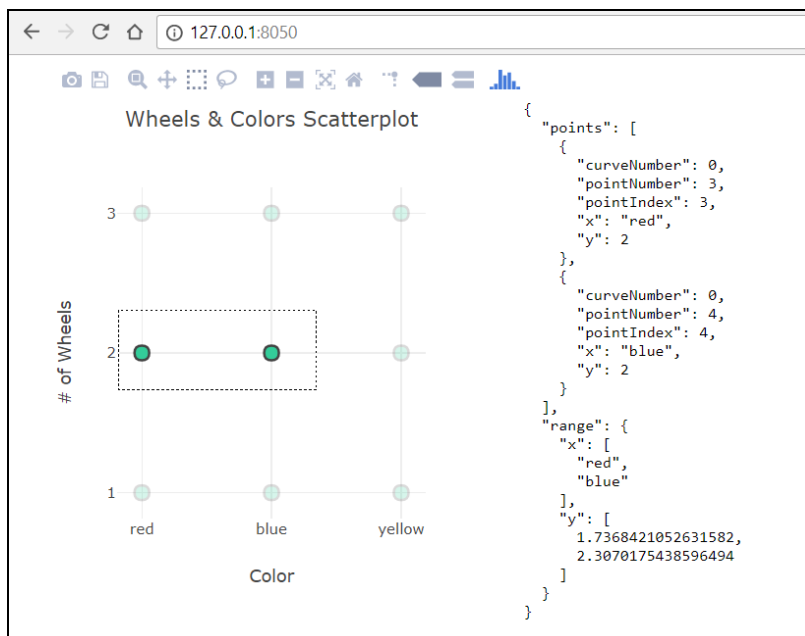 127.0.0.1:8050
Wheels & Colors Scatterplot
3
2
1
# of Wheels
red blue yellow
Color
{
"points": [
{
"curveNumber": 0,
"pointNumber": 3,
"pointIndex": 3,
"x": "red",
"y": 2
},
{
"curveNumber": 0,
"pointNumber": 4,
"pointIndex": 4,
"x": "blue",
"y": 2
}
],
"range": {
"x": [
"red",
"blue"
],
"y": [
1.7368421052631582,
2.3070175438596494
]
}
}